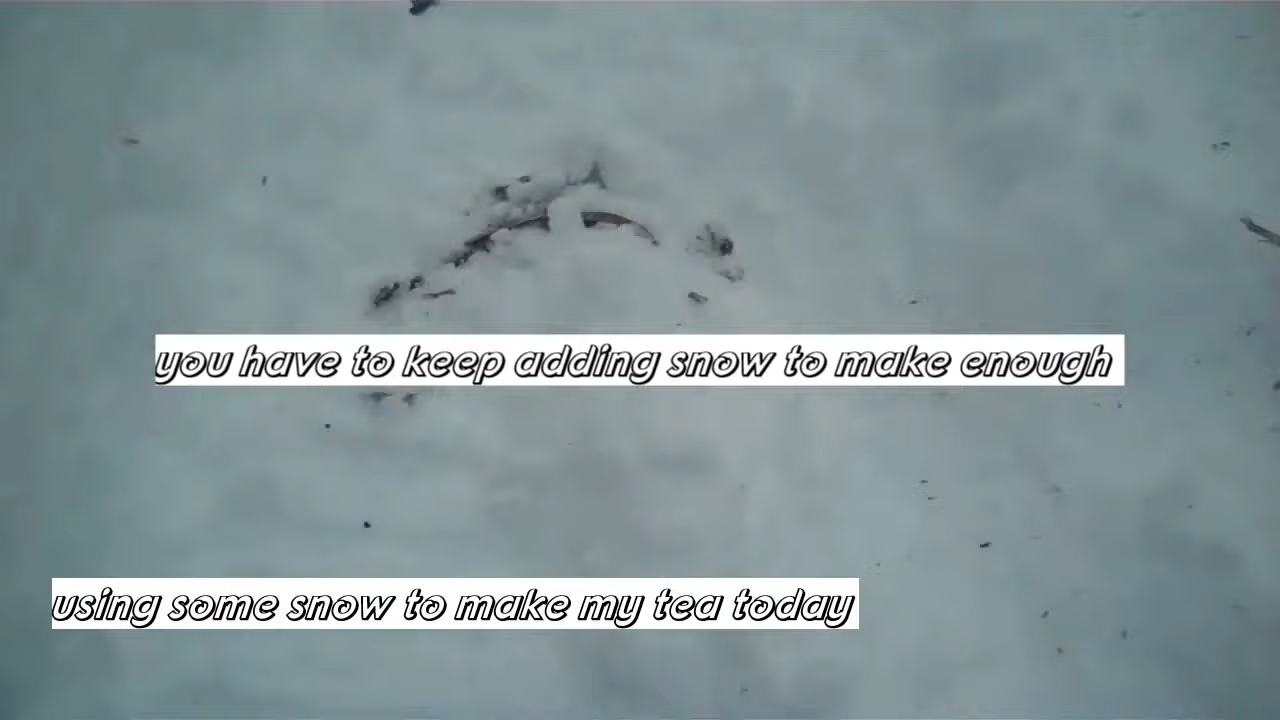 you have to keep adding snow to make enough
using some snow to make my tea today